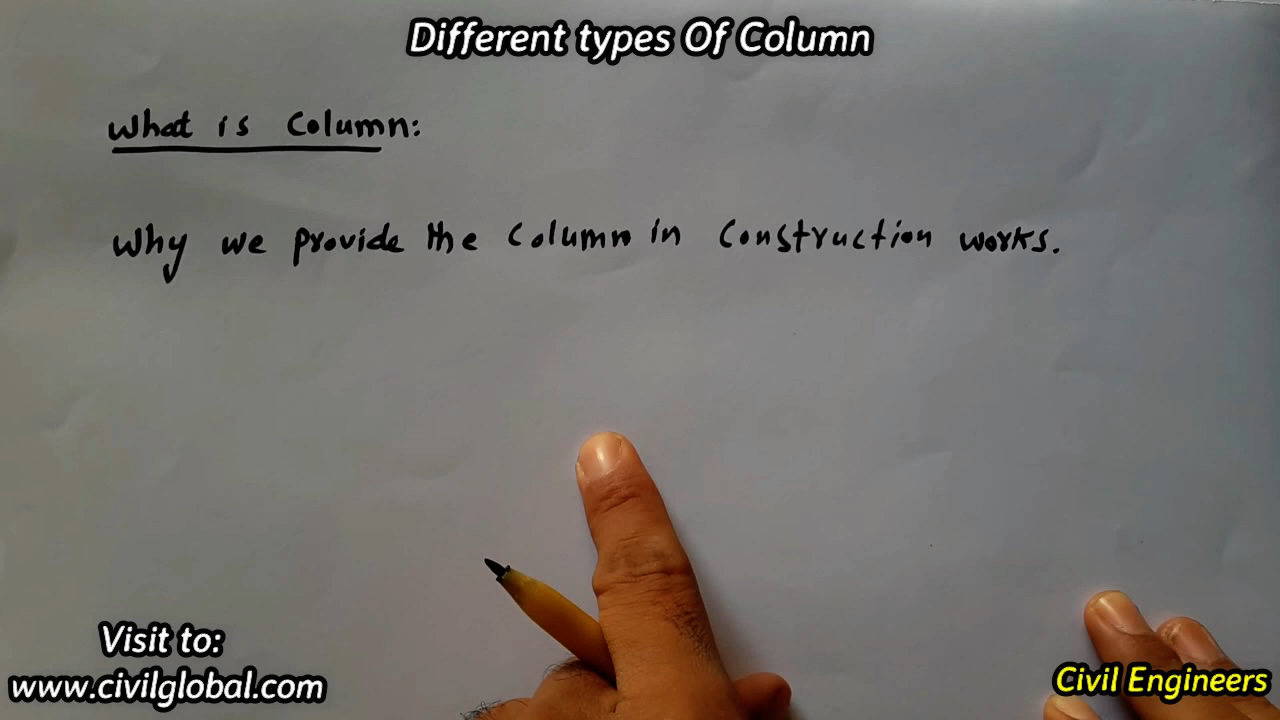 Different types Of Column
What is Column:
Why we provide the Column in Construction works.
Visit to:
www.civilglobal.com
Civil Engineers